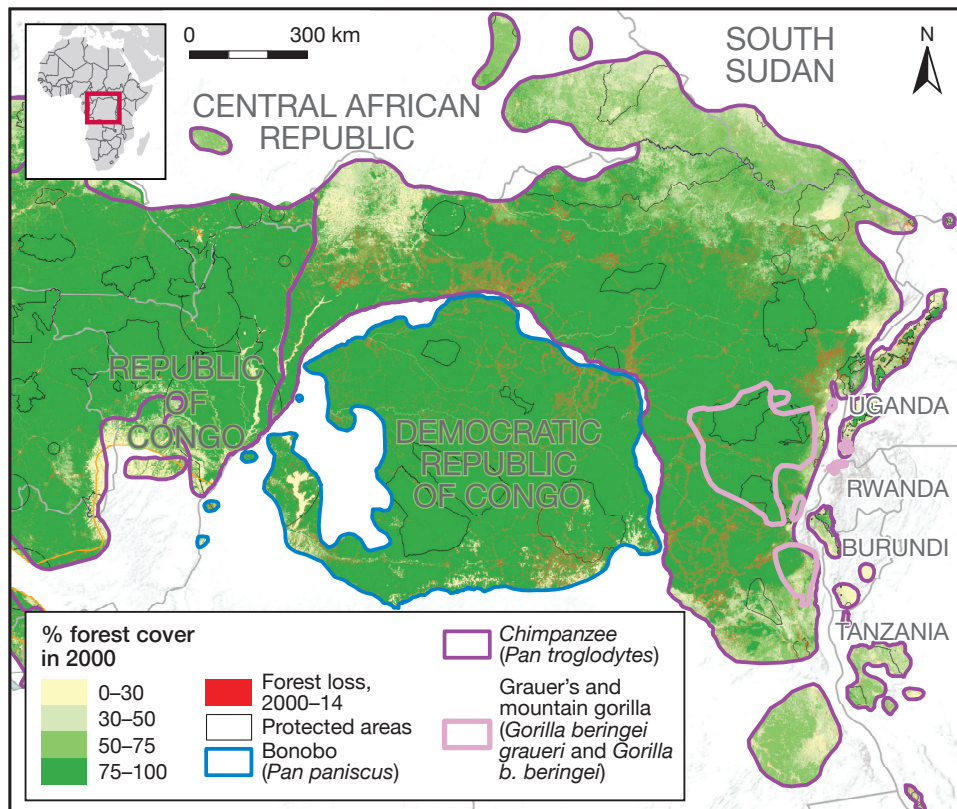 0 300 km
N
SOUTH
SUDAN
CENTRAL AFRICAN
REPUBLIC
REPUBLIC
OF
CONGO
DEMOCRATIC
REPUBLIC
OF CONGO
UGANDA
RWANDA
BURUNDI
TANZANIA
% forest cover
in 2000
0–30
30–50
50–75
75–100
Forest loss,
2000–14
Protected areas
Bonobo
(Pan paniscus)
Chimpanzee
(Pan troglodytes)
Grauer's and
mountain gorilla
(Gorilla beringei
graueri and Gorilla
b. beringei)